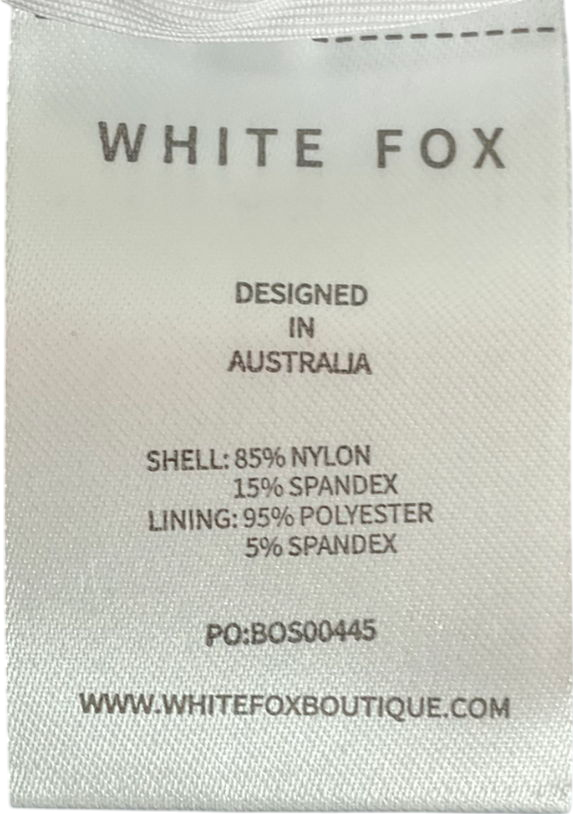 WHITE FOX
DESIGNED
IN
AUSTRALIA
SHELL: 85% NYLON
15% SPANDEX
LINING: 95% POLYESTER
5% SPANDEX
PO:BOS00445
WWW.WHITEFOXBOUTIQUE.COM